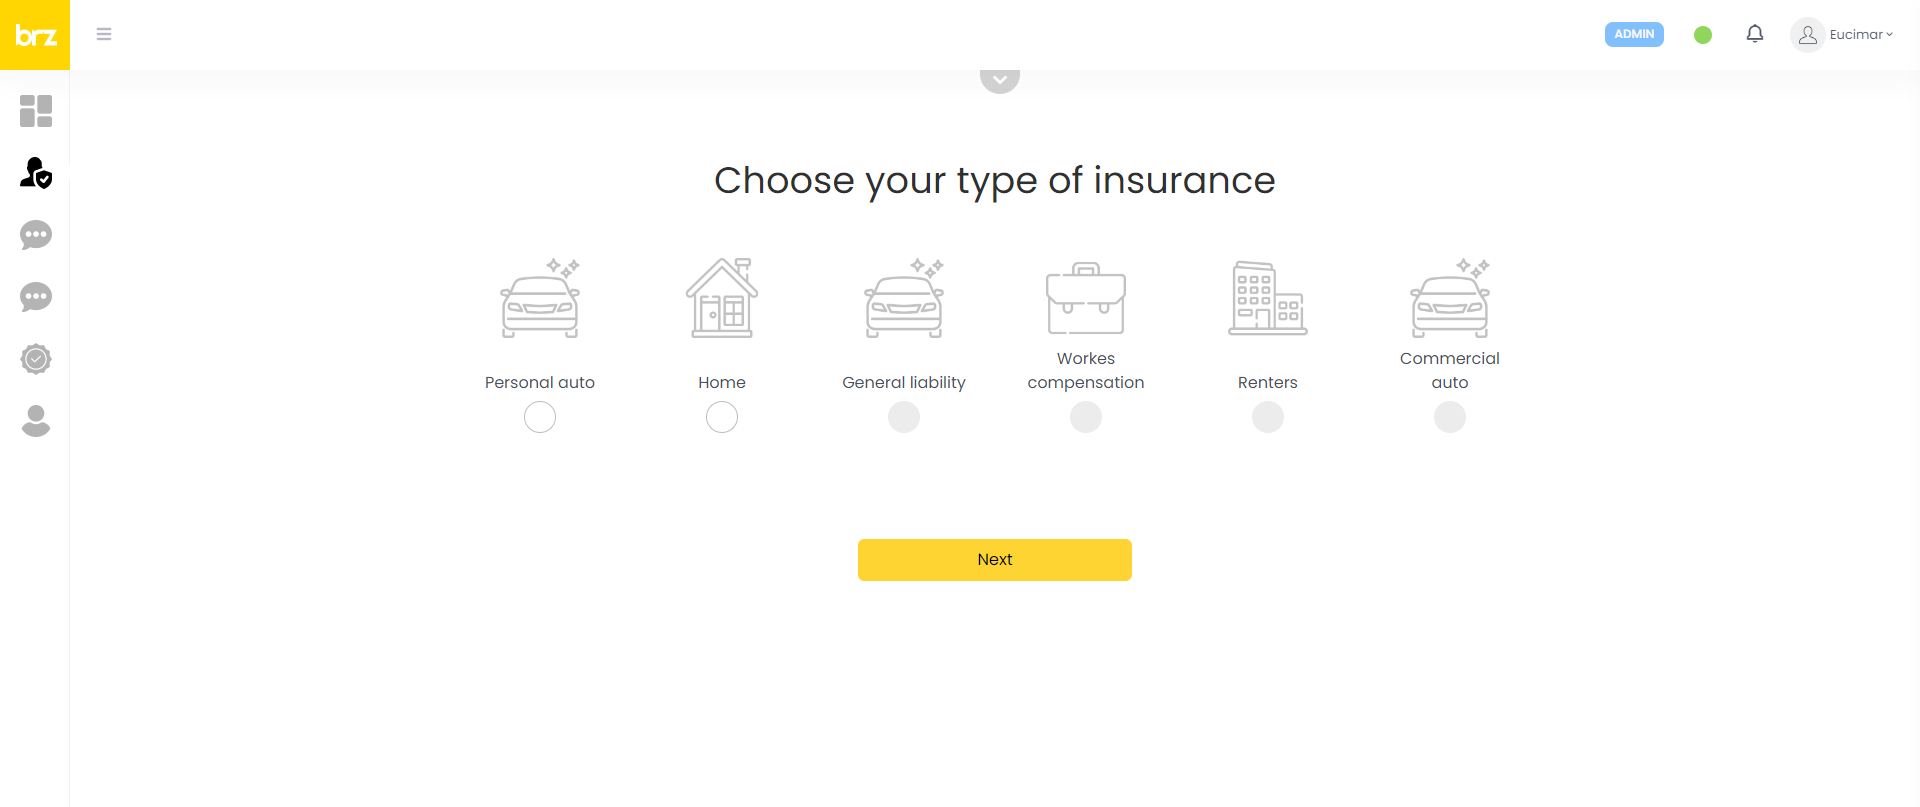 brz
ADMIN
Eucimar
Choose your type of insurance
Personal auto
Home
General liability
Workes
compensation
Renters
Commercial
auto
Next